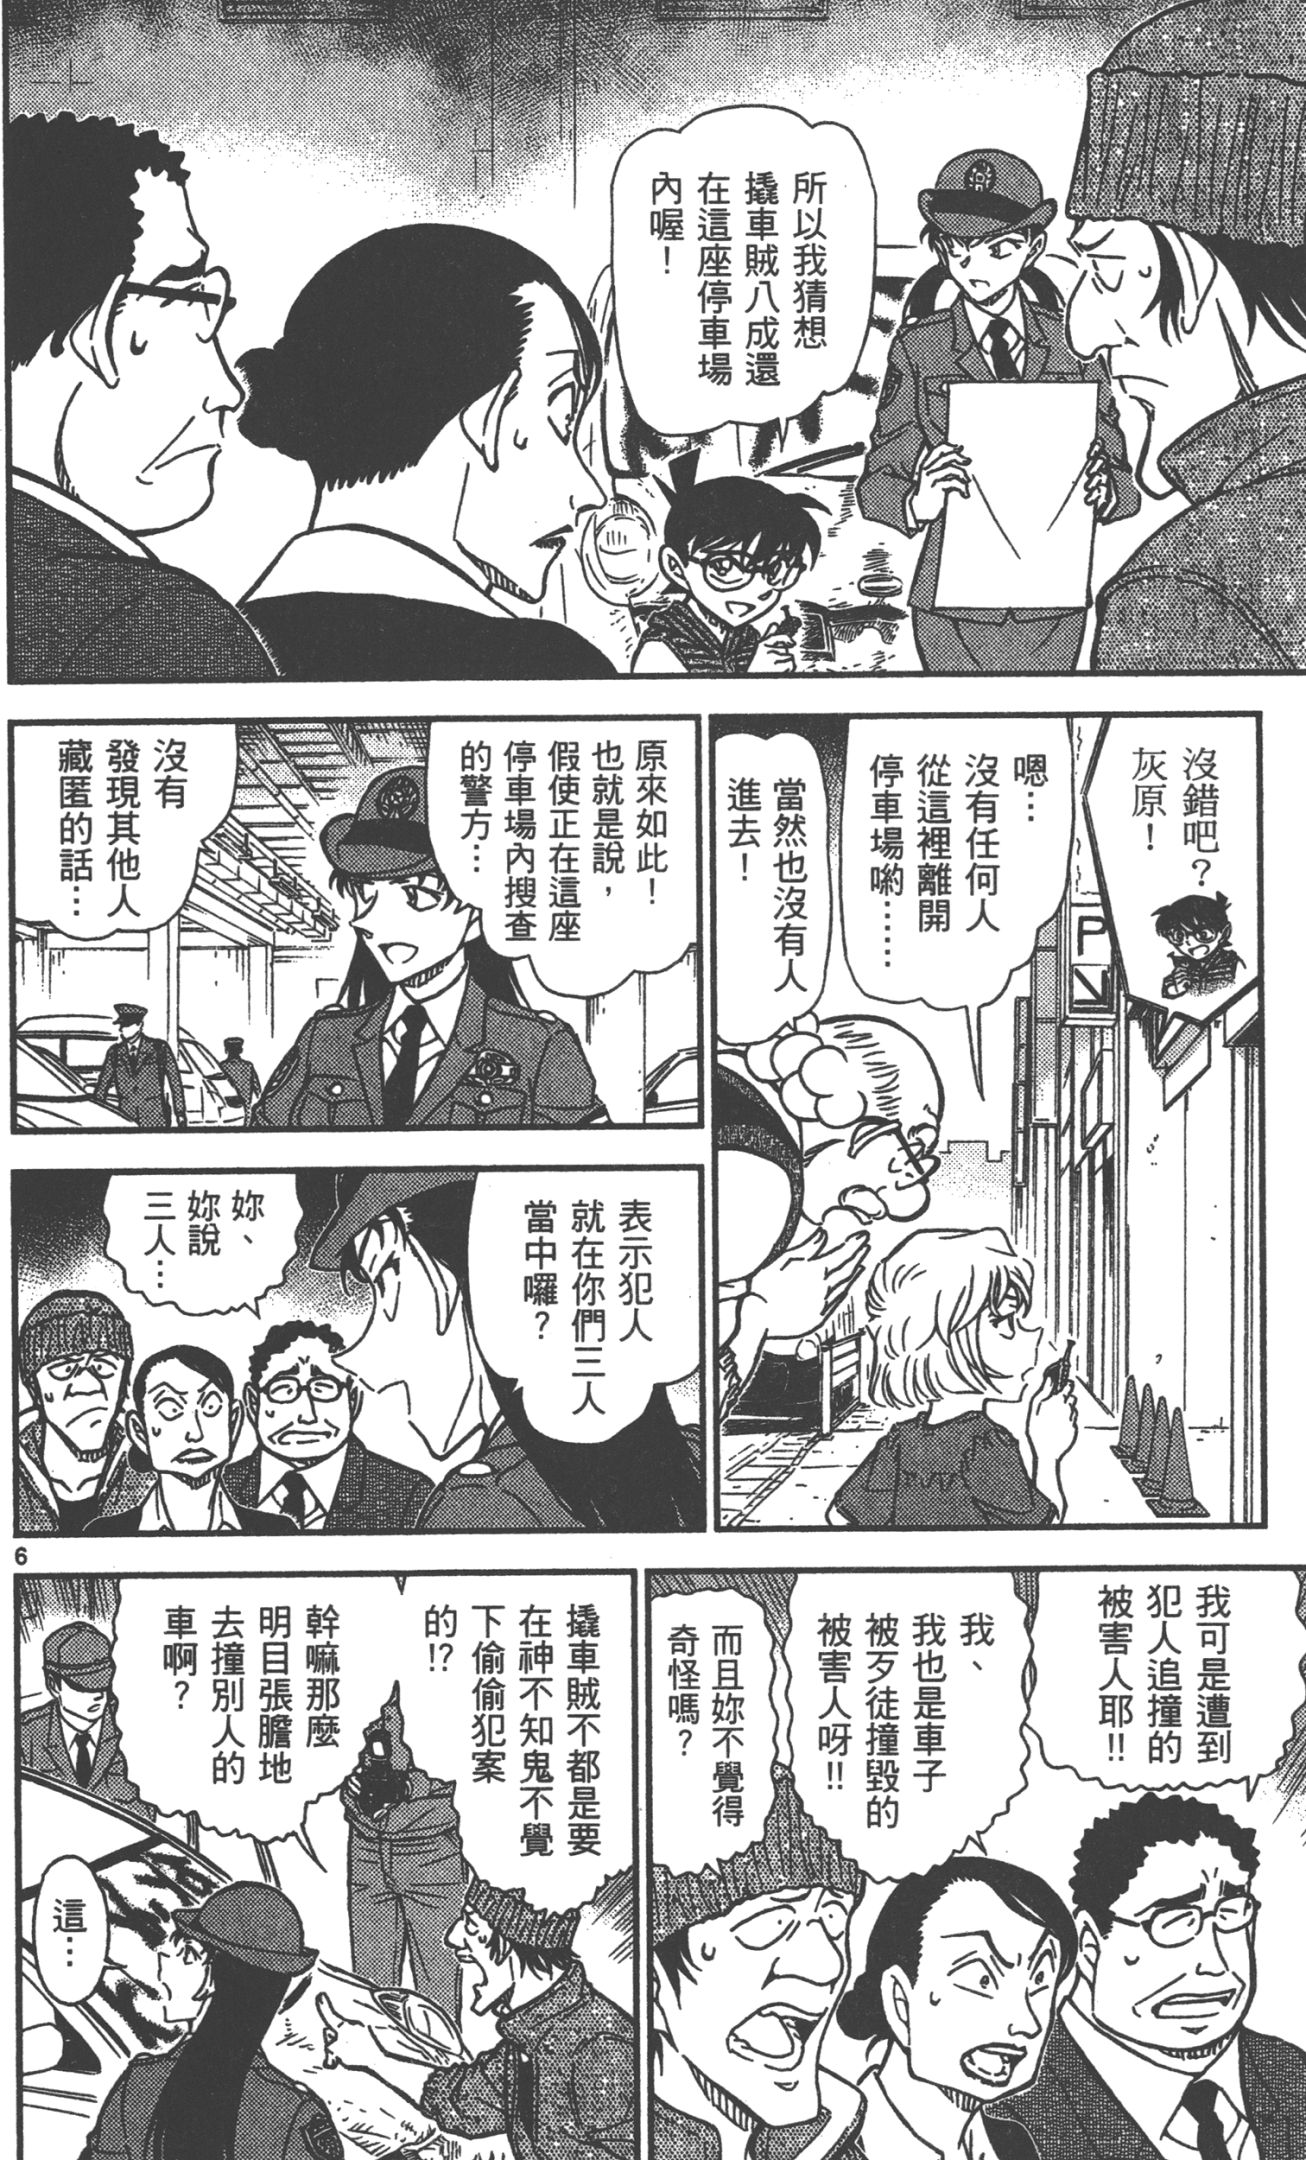 所以我猜想
撬車賊八成還
在這座停車場
內喔！
沒錯吧？
灰原！
嗯…
沒有任何人
從這裡離開
停車場喲……
當然也沒有人
進去！
原來如此！
也就是說，
假使正在這座
停車場內搜查
的警方…
沒有
發現其他人
藏匿的話…
表示犯人
就在你們三人
當中囉？
妳、
妳說
三人…
我可是遭到
犯人追撞的
被害人耶!!
我、
我也是車子
被歹徒撞毀的
被害人呀!!
而且妳不覺得
奇怪嗎？
撬車賊不都是要
在神不知鬼不覺
下偷偷犯案
的!?
幹嘛那麼
明目張膽地
去撞別人的
車啊？
這…
6